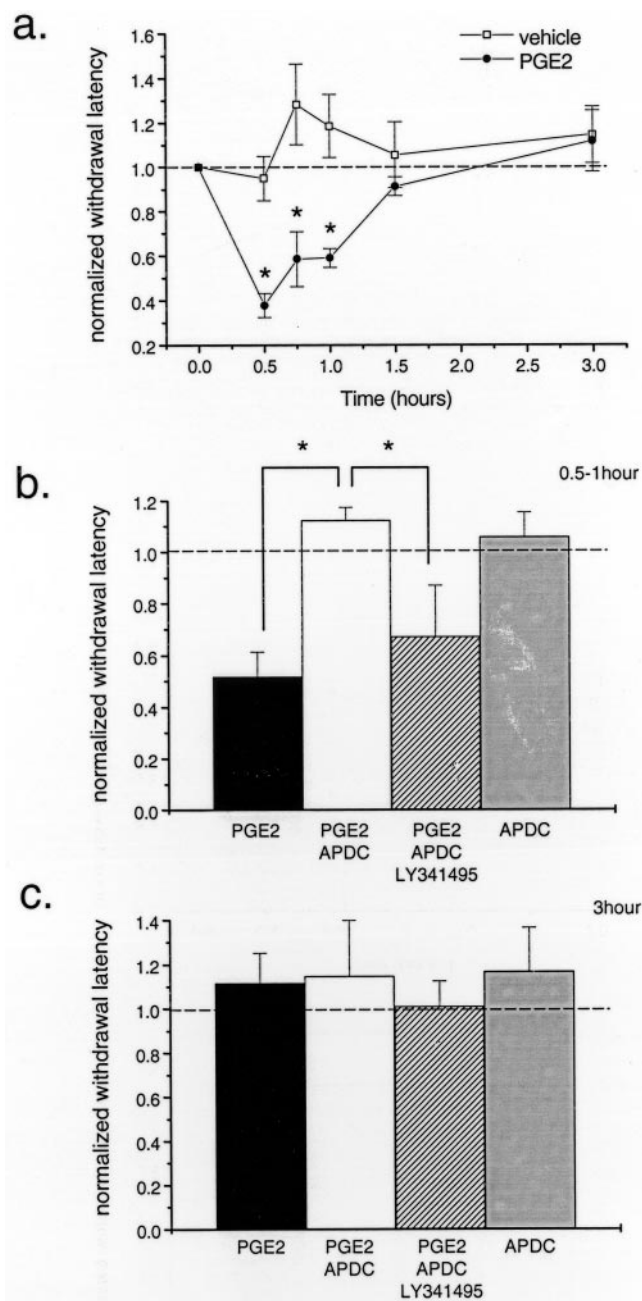 a.
vehicle
PGE2
normalized withdrawal latency
1.6
1.4
1.2
1.0
0.8
0.6
0.4
0.2
*
*
*
0.0 0.5 1.0 1.5 2.0 2.5 3.0
Time (hours)
b.
0.5-1hour
*
*
normalized withdrawal latency
1.2
1.0
0.8
0.6
0.4
0.2
0.0
PGE2 PGE2 PGE2 APDC
APDC APDC
LY341495
c.
3hour
normalized withdrawal latency
1.4
1.2
1.0
0.8
0.6
0.4
0.2
0.0
PGE2 PGE2 PGE2 APDC
APDC APDC
LY341495